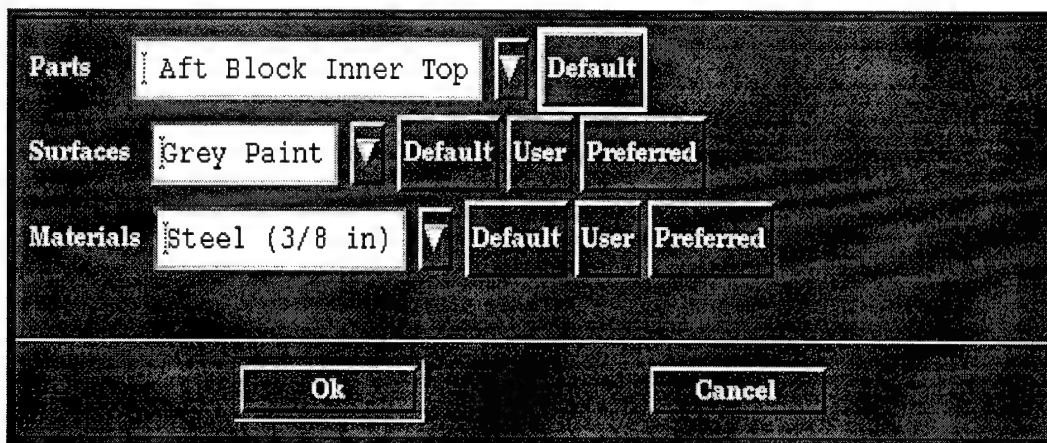 Parts Aft Block Inner Top Default
Surfaces Grey Paint Default User Preferred
Materials Steel (3/8 in) Default User Preferred
Ok Cancel